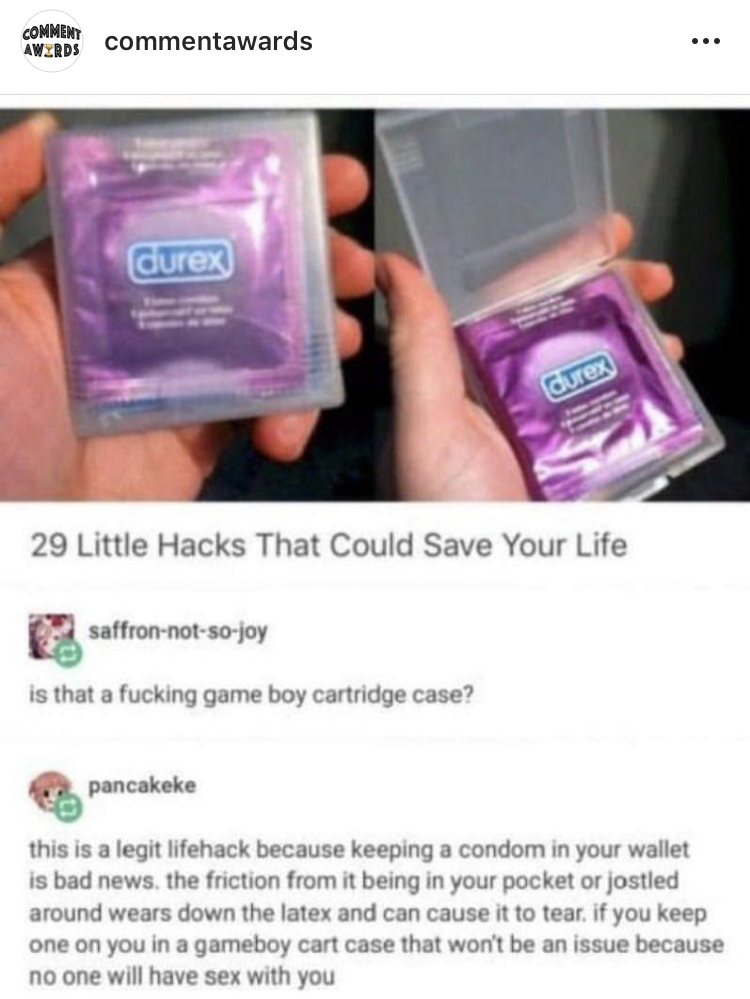 COMMENT
AWARDS
commentawards
durex
durex
29 Little Hacks That Could Save Your Life
saffron-not-so-joy
is that a fucking game boy cartridge case?
pancakeke
this is a legit lifehack because keeping a condom in your wallet
is bad news. the friction from it being in your pocket or jostled
around wears down the latex and can cause it to tear. if you keep
one on you in a gameboy cart case that won't be an issue because
no one will have sex with you